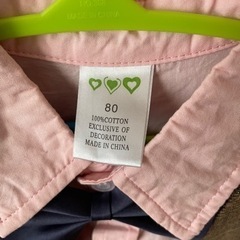 80
100%COTTON
EXCLUSIVE OF
DECORATION
MADE IN CHINA